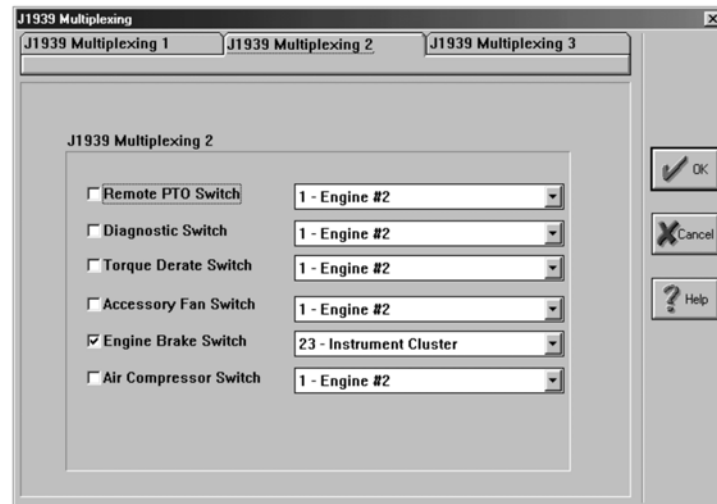 J1939 Multiplexing
J1939 Multiplexing 1 J1939 Multiplexing 2 J1939 Multiplexing 3
J1939 Multiplexing 2
Remote PTO Switch 1 - Engine #2
Diagnostic Switch 1 - Engine #2
Torque Derate Switch 1 - Engine #2
Accessory Fan Switch 1 - Engine #2
Engine Brake Switch 23 - Instrument Cluster
Air Compressor Switch 1 - Engine #2
OK
Cancel
Help